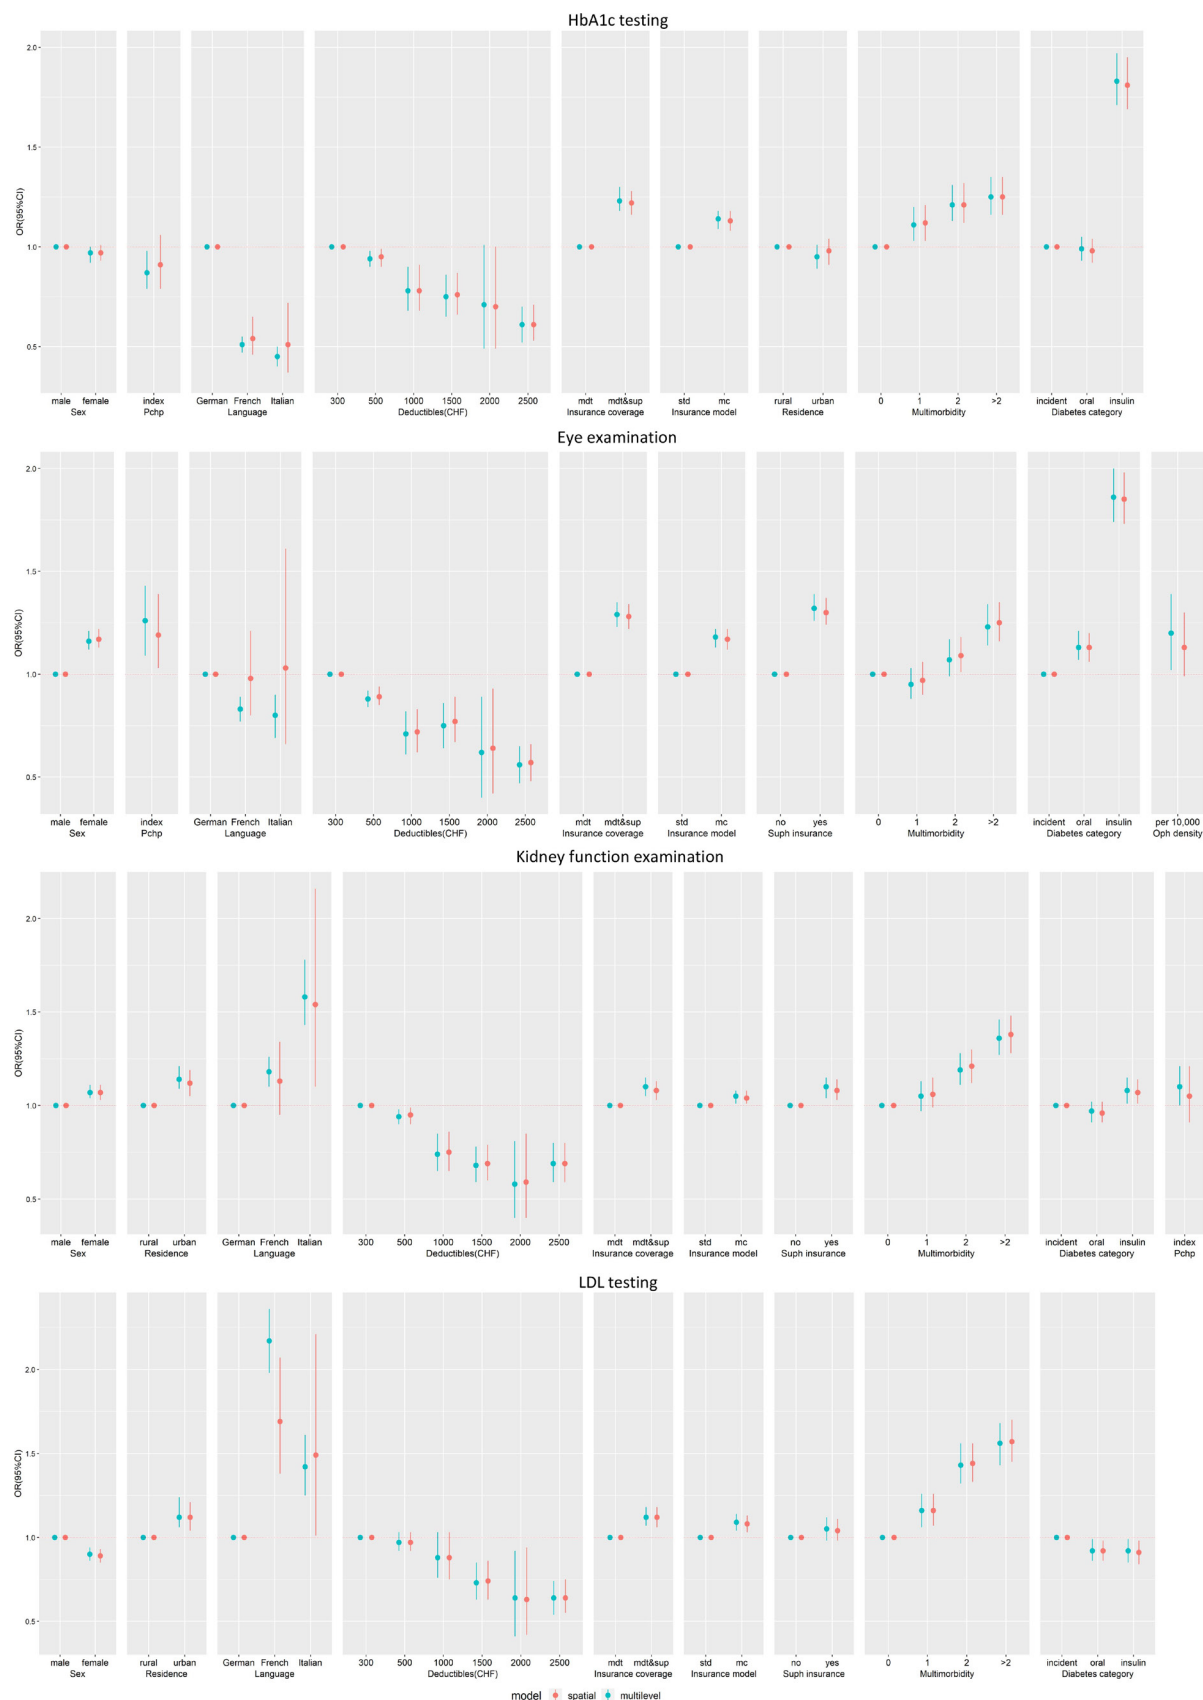 HbA1c testing
OR(95%CI)
2.0
1.5
1.0
0.5
male female index German French Italian 300 500 1000 1500 2000 2500 mdt mdt&sup std mc rural urban 0 1 2 >2 incident oral insulin
Sex Pchp Language Deductibles(CHF) Insurance coverage Insurance model Residence Multimorbidity Diabetes category
Eye examination
OR(95%CI)
2.0
1.5
1.0
0.5
male female index German French Italian 300 500 1000 1500 2000 2500 mdt mdt&sup std mc no yes 0 1 2 >2 incident oral insulin per 10,000
Sex Pchp Language Deductibles(CHF) Insurance coverage Insurance model Suph insurance Multimorbidity Diabetes category Oph density
Kidney function examination
OR(95%CI)
2.0
1.5
1.0
0.5
male female rural urban German French Italian 300 500 1000 1500 2000 2500 mdt mdt&sup std mc no yes 0 1 2 >2 incident oral insulin index
Sex Residence Language Deductibles(CHF) Insurance coverage Insurance model Suph insurance Multimorbidity Diabetes category Pchp
LDL testing
OR(95%CI)
2.0
1.5
1.0
0.5
male female rural urban German French Italian 300 500 1000 1500 2000 2500 mdt mdt&sup std mc no yes 0 1 2 >2 incident oral insulin
Sex Residence Language Deductibles(CHF) Insurance coverage Insurance model Suph insurance Multimorbidity Diabetes category
model spatial multilevel